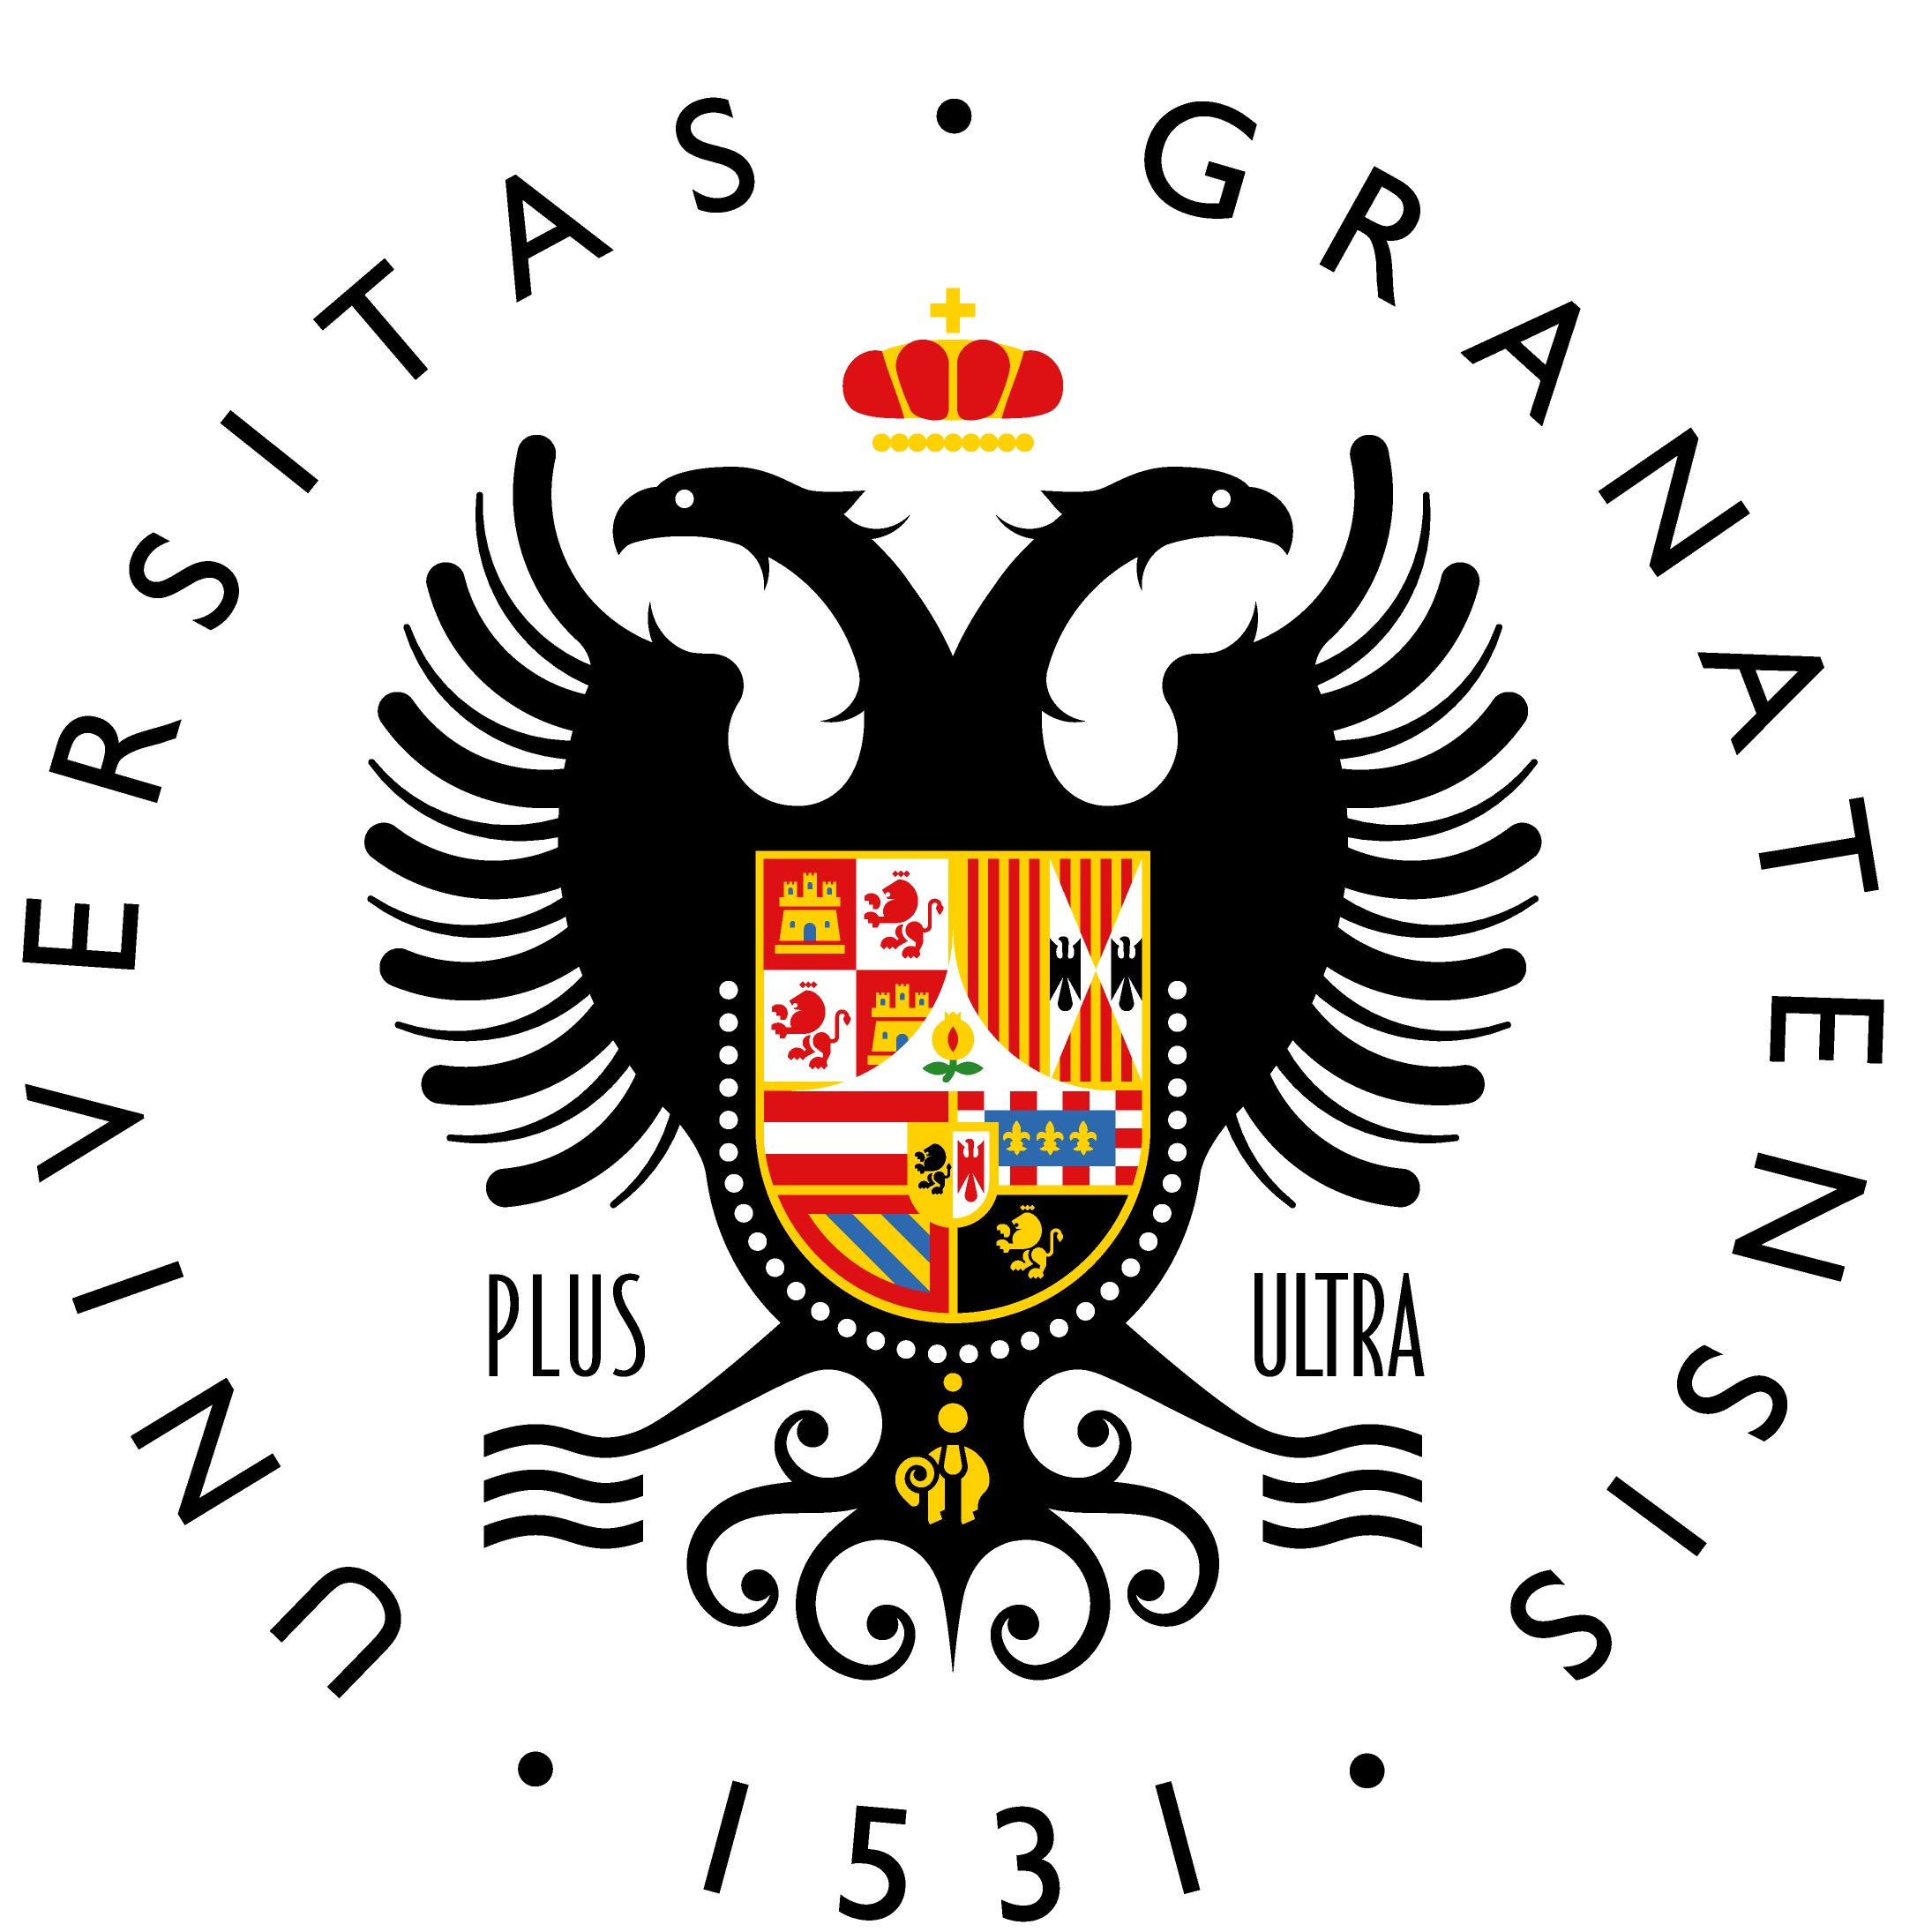 UNIVERSITAS · GRANATENSIS
PLUS ULTRA
· 1531 ·